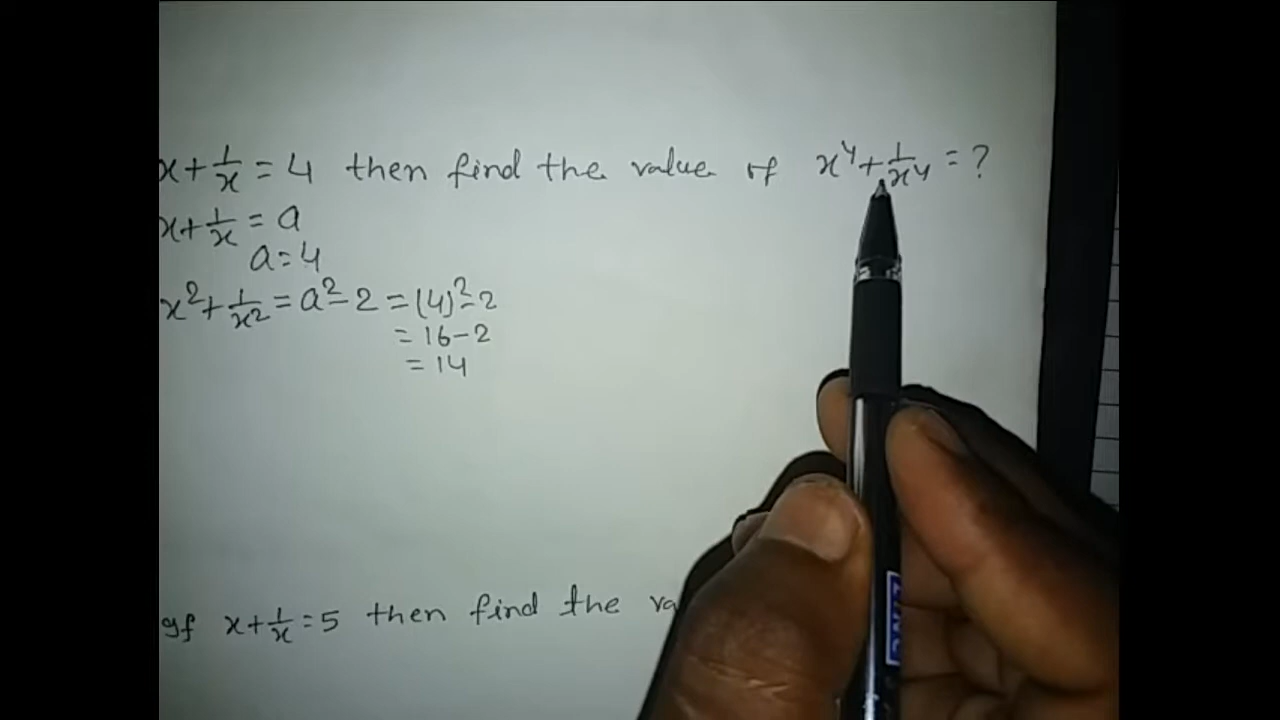 x + 1/x = 4 then find the value of x⁴ + 1/x⁴ = ?
x + 1/x = a
a = 4
x² + 1/x² = a² - 2 = (4)² - 2
= 16 - 2
= 14
gf x + 1/x = 5 then find the